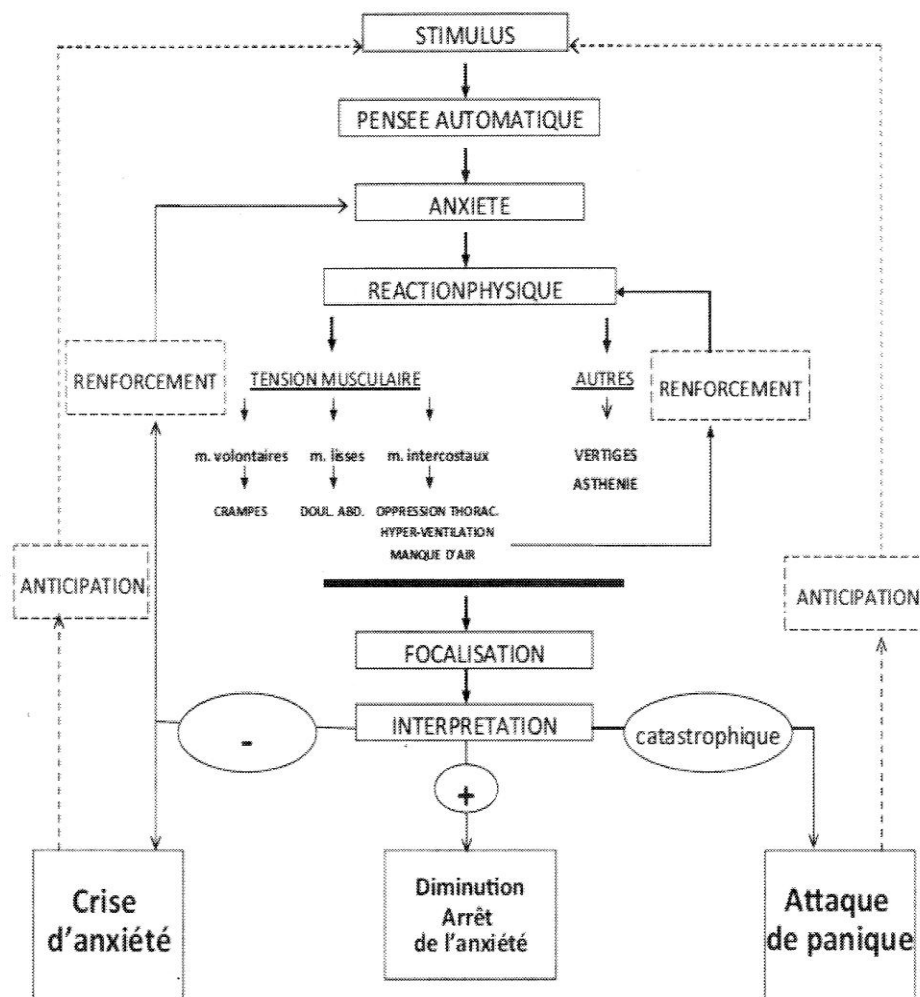 STIMULUS
PENSEE AUTOMATIQUE
ANXIETE
REACTIONPHYSIQUE
RENFORCEMENT
TENSION MUSCULAIRE
AUTRES
RENFORCEMENT
m. volontaires
m. lisses
m. intercostaux
VERTIGES
ASTHENIE
CRAMPES
DOUL. ABD.
OPPRESSION THORAC.
HYPER-VENTILATION
MANQUE D'AIR
ANTICIPATION
ANTICIPATION
FOCALISATION
INTERPRETATION
-
catastrophique
+
Crise
d'anxiété
Diminution
Arrêt
de l'anxiété
Attaque
de panique